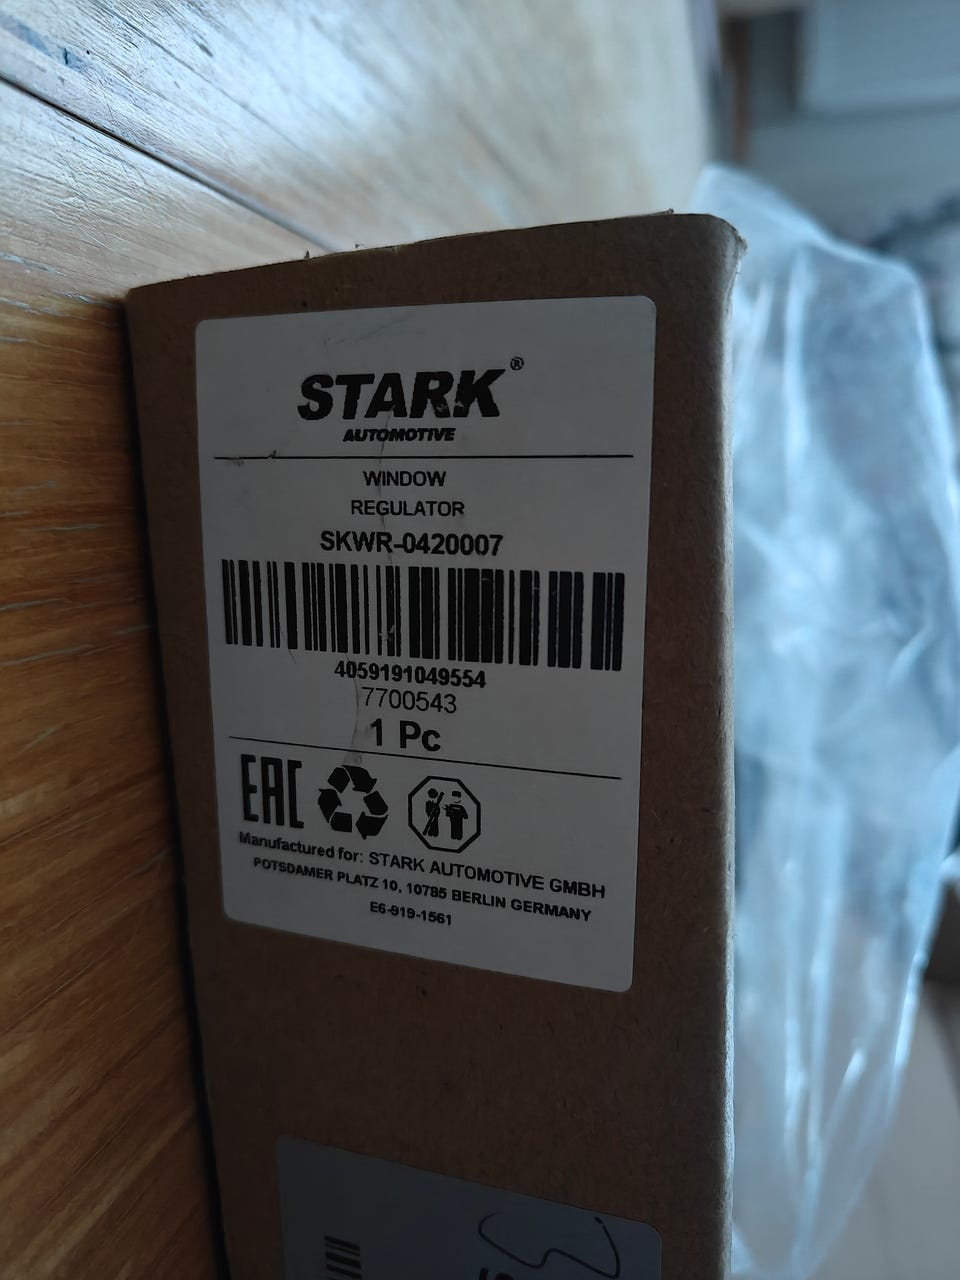 STARK®
AUTOMOTIVE
WINDOW
REGULATOR
SKWR-0420007
4059191049554
7700543
1 Pc
EAC
Manufactured for: STARK AUTOMOTIVE GMBH
POTSDAMER PLATZ 10, 10785 BERLIN GERMANY
E6-919-1561